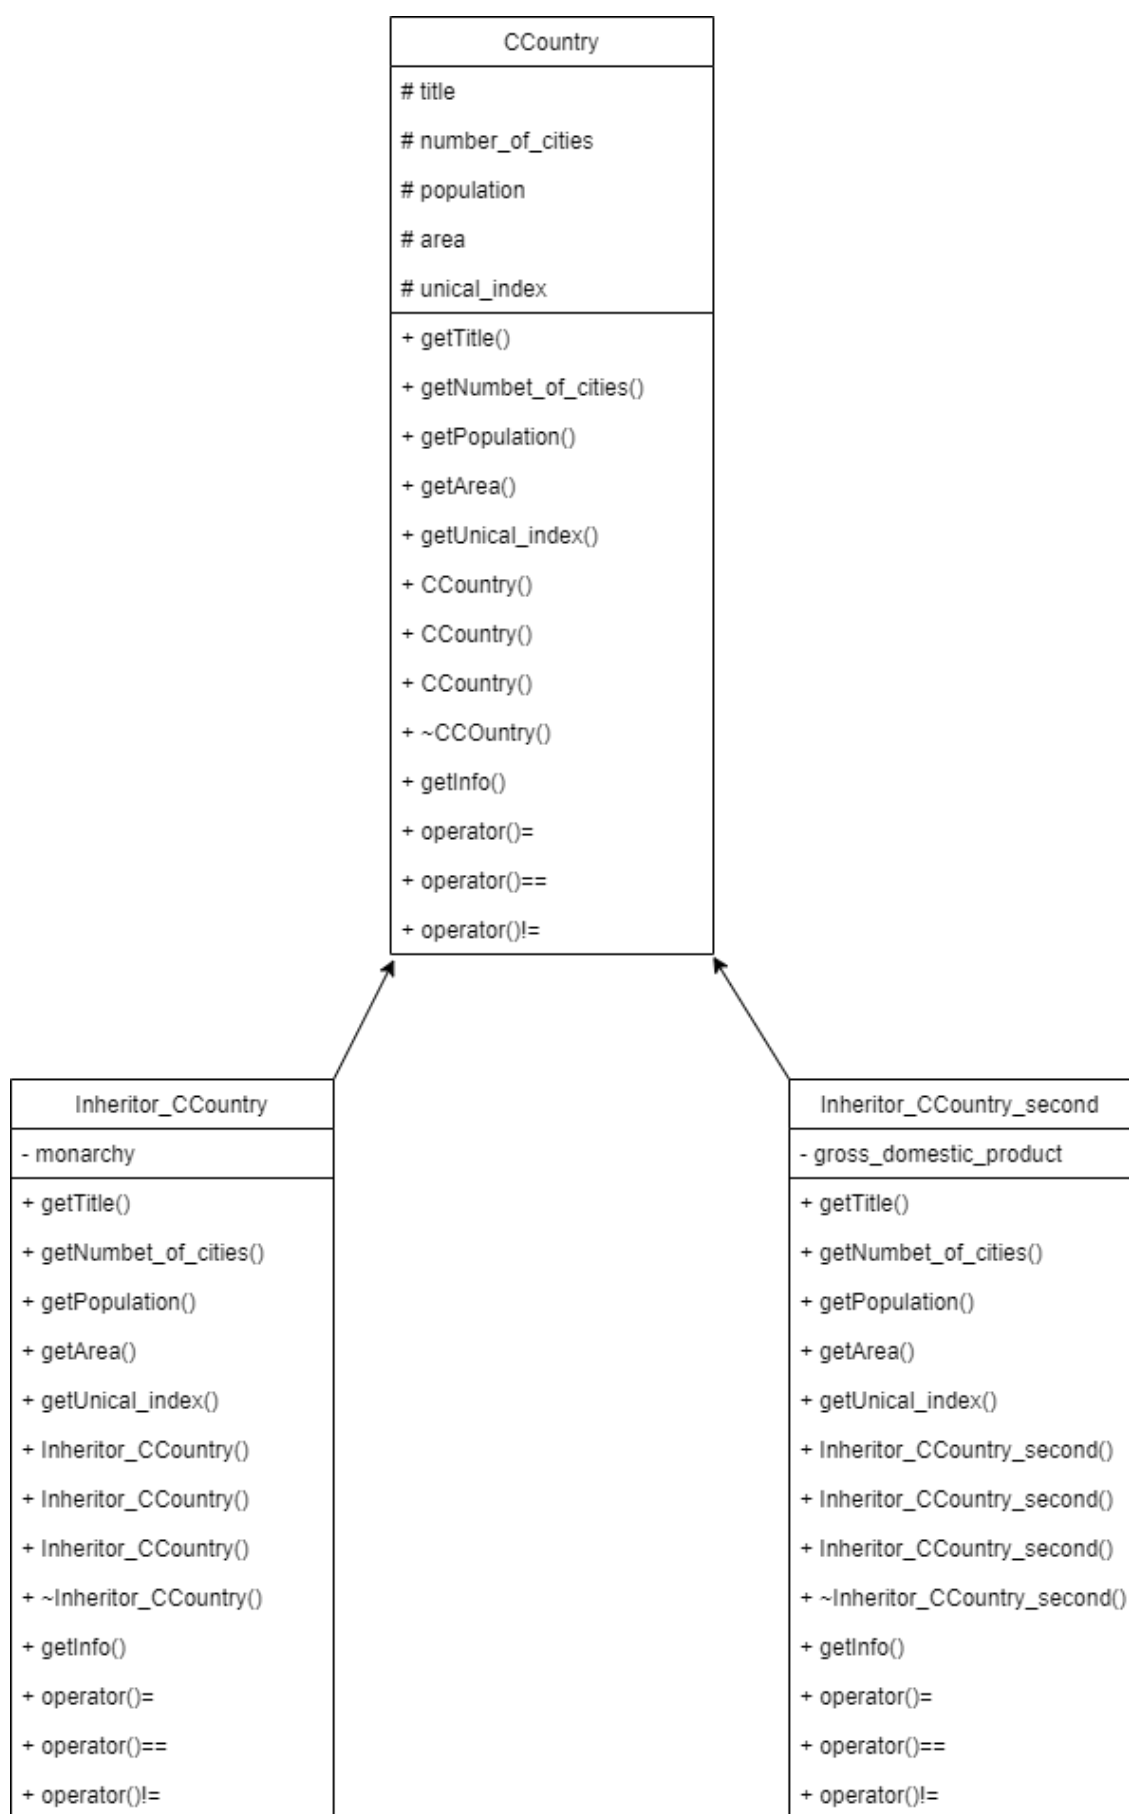 CCountry
# title
# number_of_cities
# population
# area
# unical_index
+ getTitle()
+ getNumbet_of_cities()
+ getPopulation()
+ getArea()
+ getUnical_index()
+ CCountry()
+ CCountry()
+ CCountry()
+ ~CCOuntry()
+ getInfo()
+ operator()=
+ operator()==
+ operator()!=
Inheritor_CCountry
- monarchy
+ getTitle()
+ getNumbet_of_cities()
+ getPopulation()
+ getArea()
+ getUnical_index()
+ Inheritor_CCountry()
+ Inheritor_CCountry()
+ Inheritor_CCountry()
+ ~Inheritor_CCountry()
+ getInfo()
+ operator()=
+ operator()==
+ operator()!=
Inheritor_CCountry_second
- gross_domestic_product
+ getTitle()
+ getNumbet_of_cities()
+ getPopulation()
+ getArea()
+ getUnical_index()
+ Inheritor_CCountry_second()
+ Inheritor_CCountry_second()
+ Inheritor_CCountry_second()
+ ~Inheritor_CCountry_second()
+ getInfo()
+ operator()=
+ operator()==
+ operator()!=